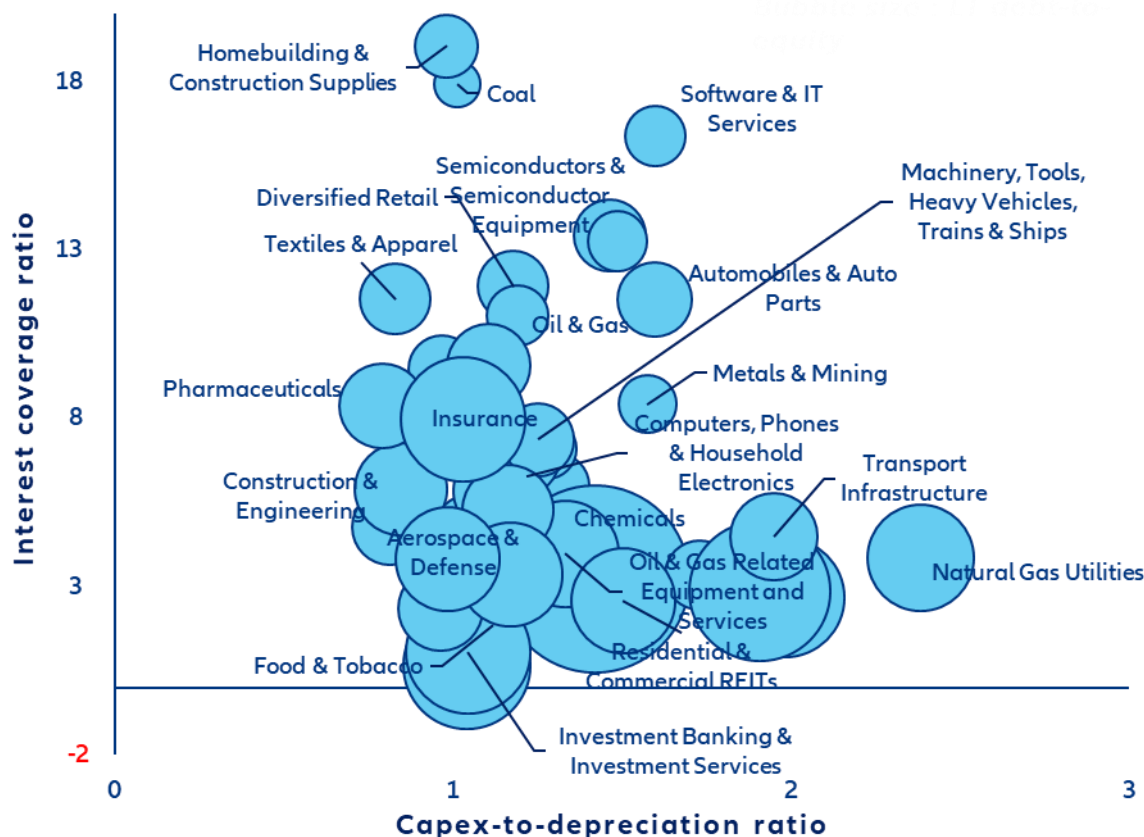 18
13
8
3
-2
Interest coverage ratio
Homebuilding &
Construction Supplies
Coal
Software & IT
Services
Semiconductors &
Semiconductor
Equipment
Machinery, Tools,
Heavy Vehicles,
Trains & Ships
Diversified Retail
Textiles & Apparel
Automobiles & Auto
Parts
Oil & Gas
Metals & Mining
Pharmaceuticals
Insurance
Computers, Phones
& Household
Electronics
Transport
Infrastructure
Construction &
Engineering
Chemicals
Aerospace &
Defense
Oil & Gas Related
Equipment and
Services
Natural Gas Utilities
Residential &
Commercial REITs
Food & Tobacco
Investment Banking &
Investment Services
0
1
2
3
Capex-to-depreciation ratio